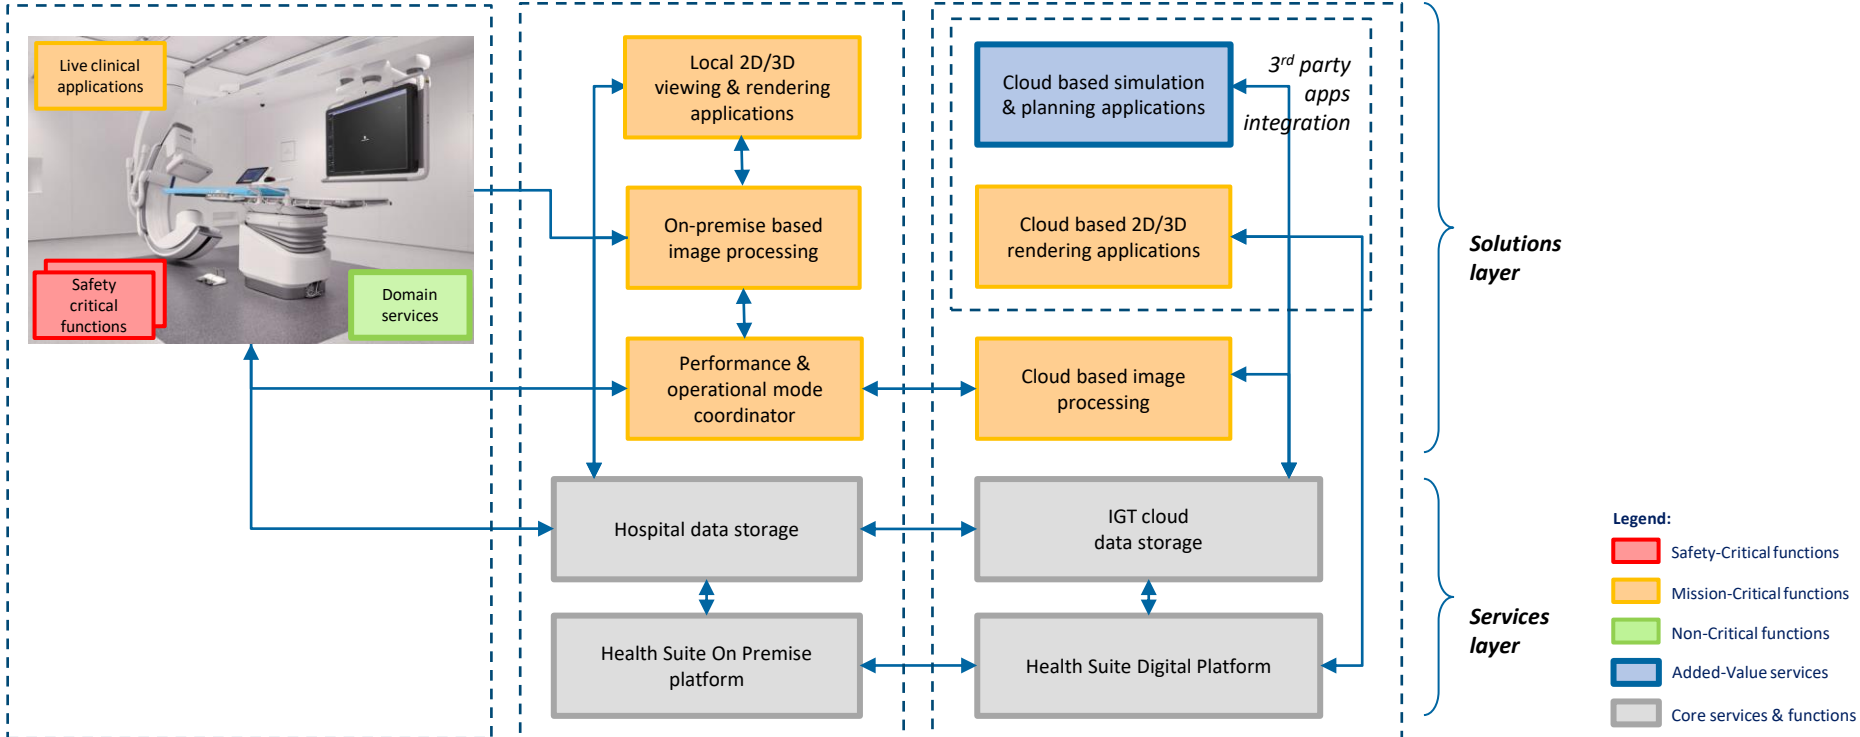 Live clinical
applications
Safety
critical
functions
Domain
services
Local 2D/3D
viewing & rendering
applications
On-premise based
image processing
Performance &
operational mode
coordinator
Hospital data storage
Health Suite On Premise
platform
Cloud based simulation
& planning applications
3rd party
apps
integration
Cloud based 2D/3D
rendering applications
Cloud based image
processing
IGT cloud
data storage
Health Suite Digital Platform
Solutions
layer
Services
layer
Legend:
Safety-Critical functions
Mission-Critical functions
Non-Critical functions
Added-Value services
Core services & functions